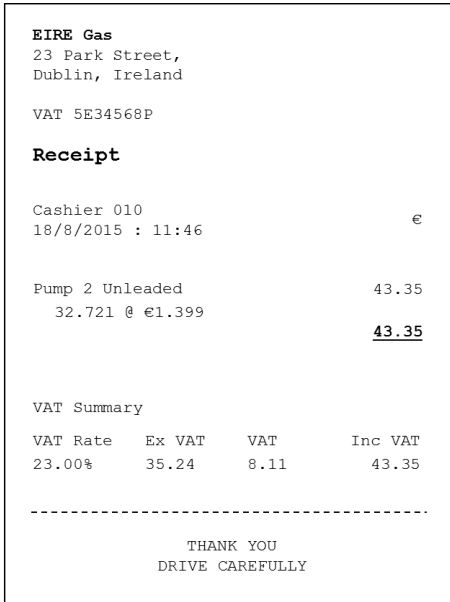 EIRE Gas
23 Park Street,
Dublin, Ireland
VAT 5E34568P
Receipt
Cashier 010
18/8/2015 : 11:46 €
Pump 2 Unleaded 43.35
32.72l @ €1.399
43.35
VAT Summary
VAT Rate Ex VAT VAT Inc VAT
23.00% 35.24 8.11 43.35
THANK YOU
DRIVE CAREFULLY